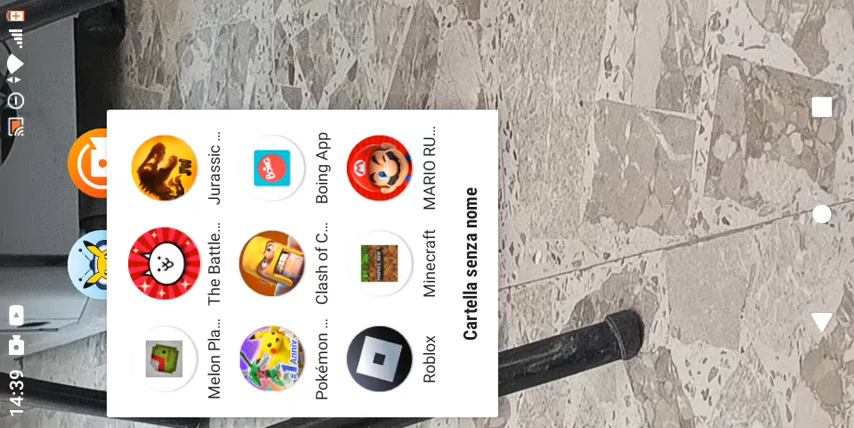 14:39
Melon Pla...
The Battle...
Jurassic ...
Pokémon ...
Clash of C...
Boing App
Roblox
Minecraft
MARIO RU...
Cartella senza nome